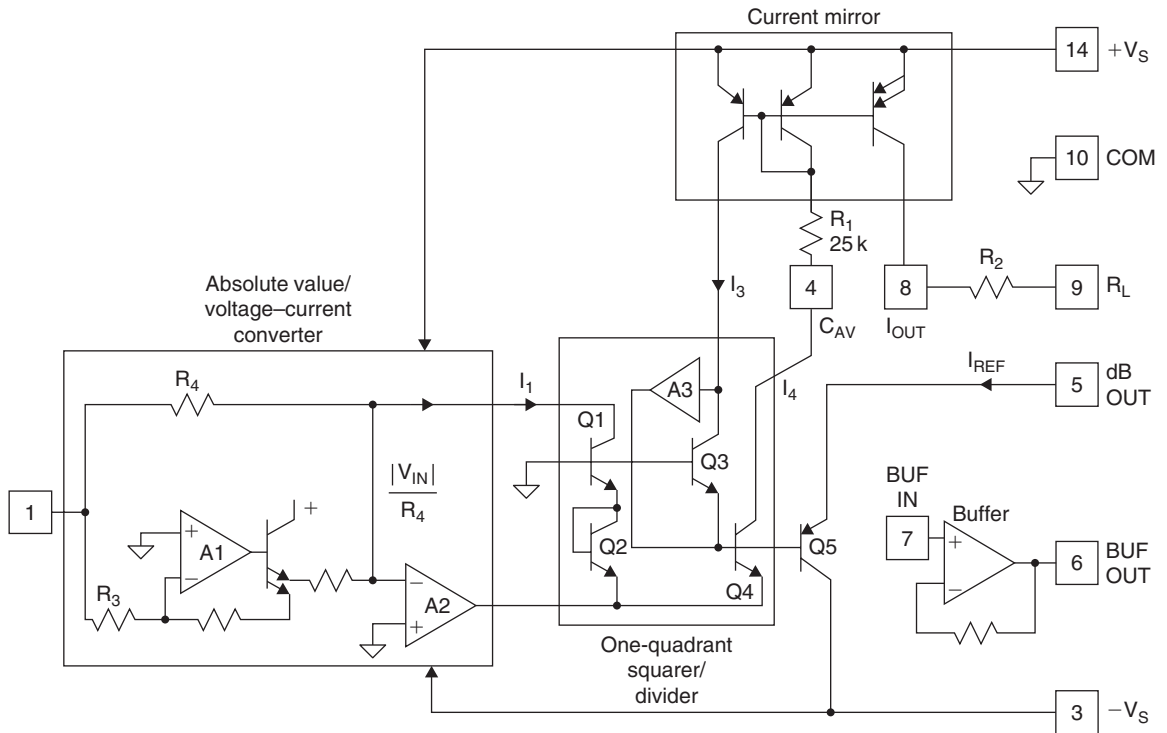 Current mirror
14
+V_S
10
COM
R_1
25 k
R_2
4
8
9
R_L
C_AV
I_OUT
I_3
Absolute value/
voltage–current
converter
I_REF
5
dB
OUT
R_4
I_1
A3
I_4
Q1
Q3
|V_IN|
R_4
1
+
+
A1
−
Q2
Q5
BUF
IN
7
Buffer
+
−
6
BUF
OUT
R_3
−
A2
+
Q4
One-quadrant
squarer/
divider
3
−V_S